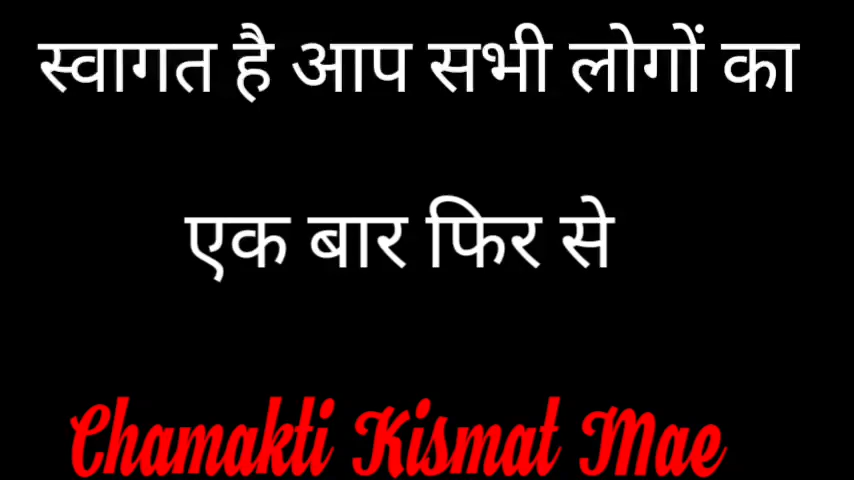 स्वागत है आप सभी लोगों का
एक बार फिर से
Chamakti Kismat Mae